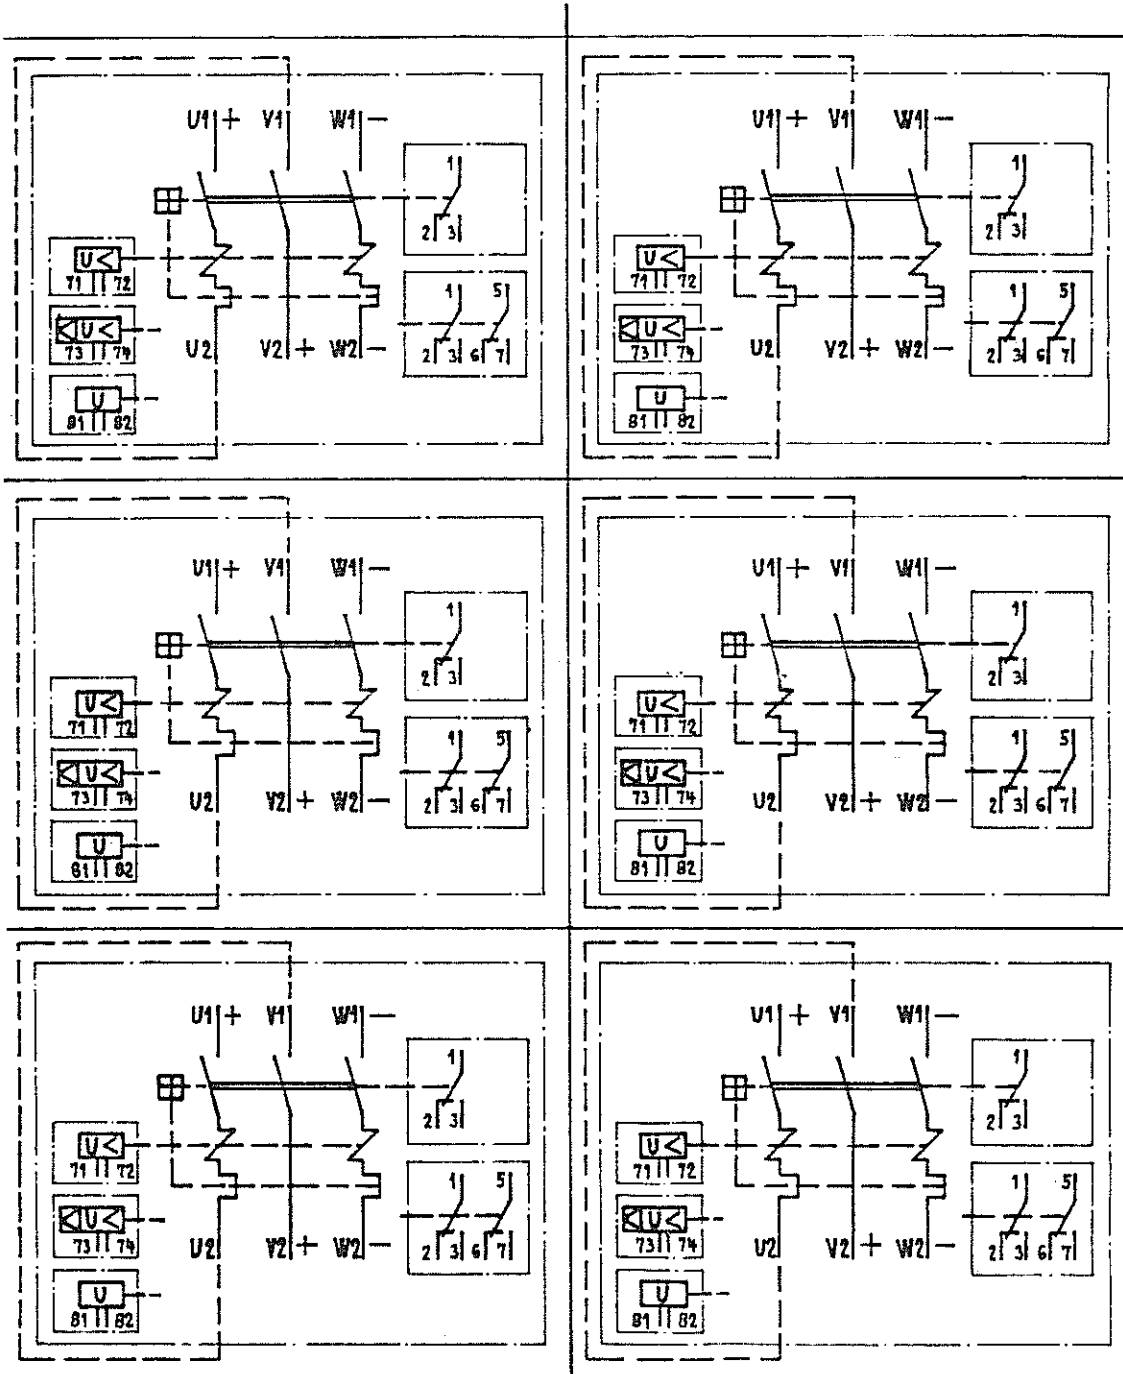 U1 + V1 W1 —
1
2 3
U <
71 72
1 5
U <
73 74
U2 V2 + W2 —
2 3 6 7
U
81 82
U1 + V1 W1 —
1
2 3
U <
71 72
1 5
U <
73 74
U2 V2 + W2 —
2 3 6 7
U
81 82
U1 + V1 W1 —
1
2 3
U <
71 72
1 5
U <
73 74
U2 V2 + W2 —
2 3 6 7
U
81 82
U1 + V1 W1 —
1
2 3
U <
71 72
1 5
U <
73 74
U2 V2 + W2 —
2 3 6 7
U
81 82
U1 + V1 W1 —
1
2 3
U <
71 72
1 5
U <
73 74
U2 V2 + W2 —
2 3 6 7
U
81 82
U1 + V1 W1 —
1
2 3
U <
71 72
1 5
U <
73 74
U2 V2 + W2 —
2 3 6 7
U
81 82